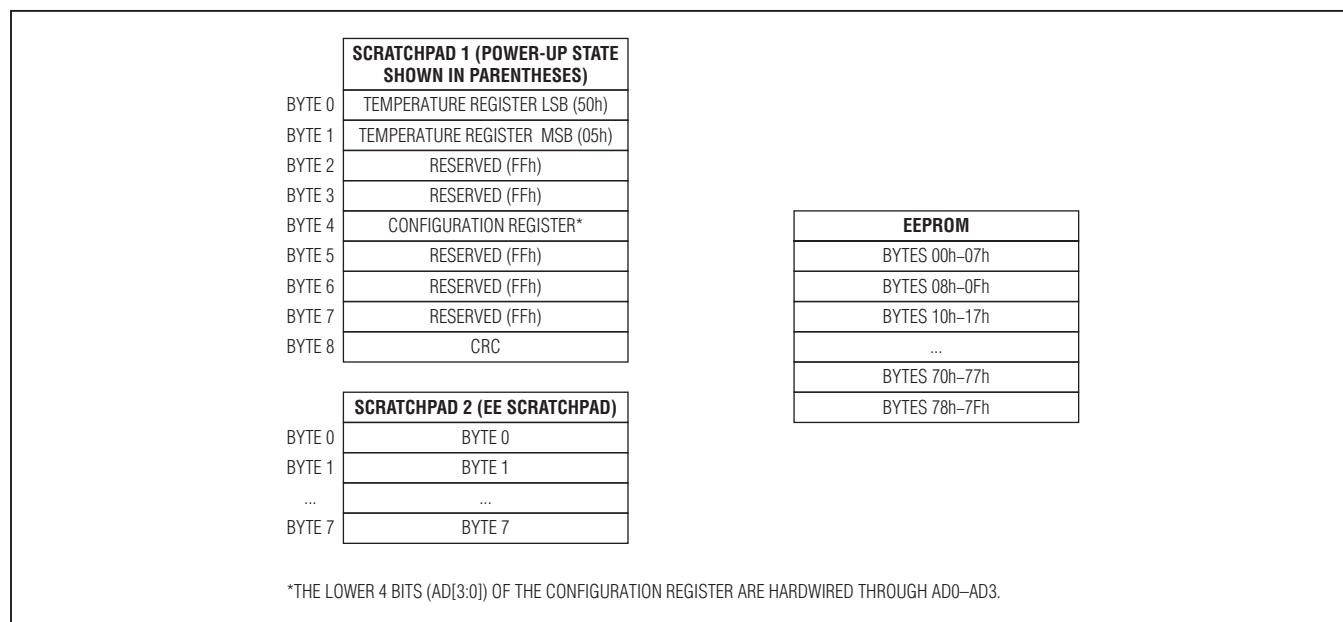 SCRATCHPAD 1 (POWER-UP STATE
SHOWN IN PARENTHESES)
BYTE 0 TEMPERATURE REGISTER LSB (50h)
BYTE 1 TEMPERATURE REGISTER MSB (05h)
BYTE 2 RESERVED (FFh)
BYTE 3 RESERVED (FFh)
BYTE 4 CONFIGURATION REGISTER*
BYTE 5 RESERVED (FFh)
BYTE 6 RESERVED (FFh)
BYTE 7 RESERVED (FFh)
BYTE 8 CRC
SCRATCHPAD 2 (EE SCRATCHPAD)
BYTE 0 BYTE 0
BYTE 1 BYTE 1
... ...
BYTE 7 BYTE 7
EEPROM
BYTES 00h–07h
BYTES 08h–0Fh
BYTES 10h–17h
...
BYTES 70h–77h
BYTES 78h–7Fh
*THE LOWER 4 BITS (AD[3:0]) OF THE CONFIGURATION REGISTER ARE HARDWIRED THROUGH AD0–AD3.